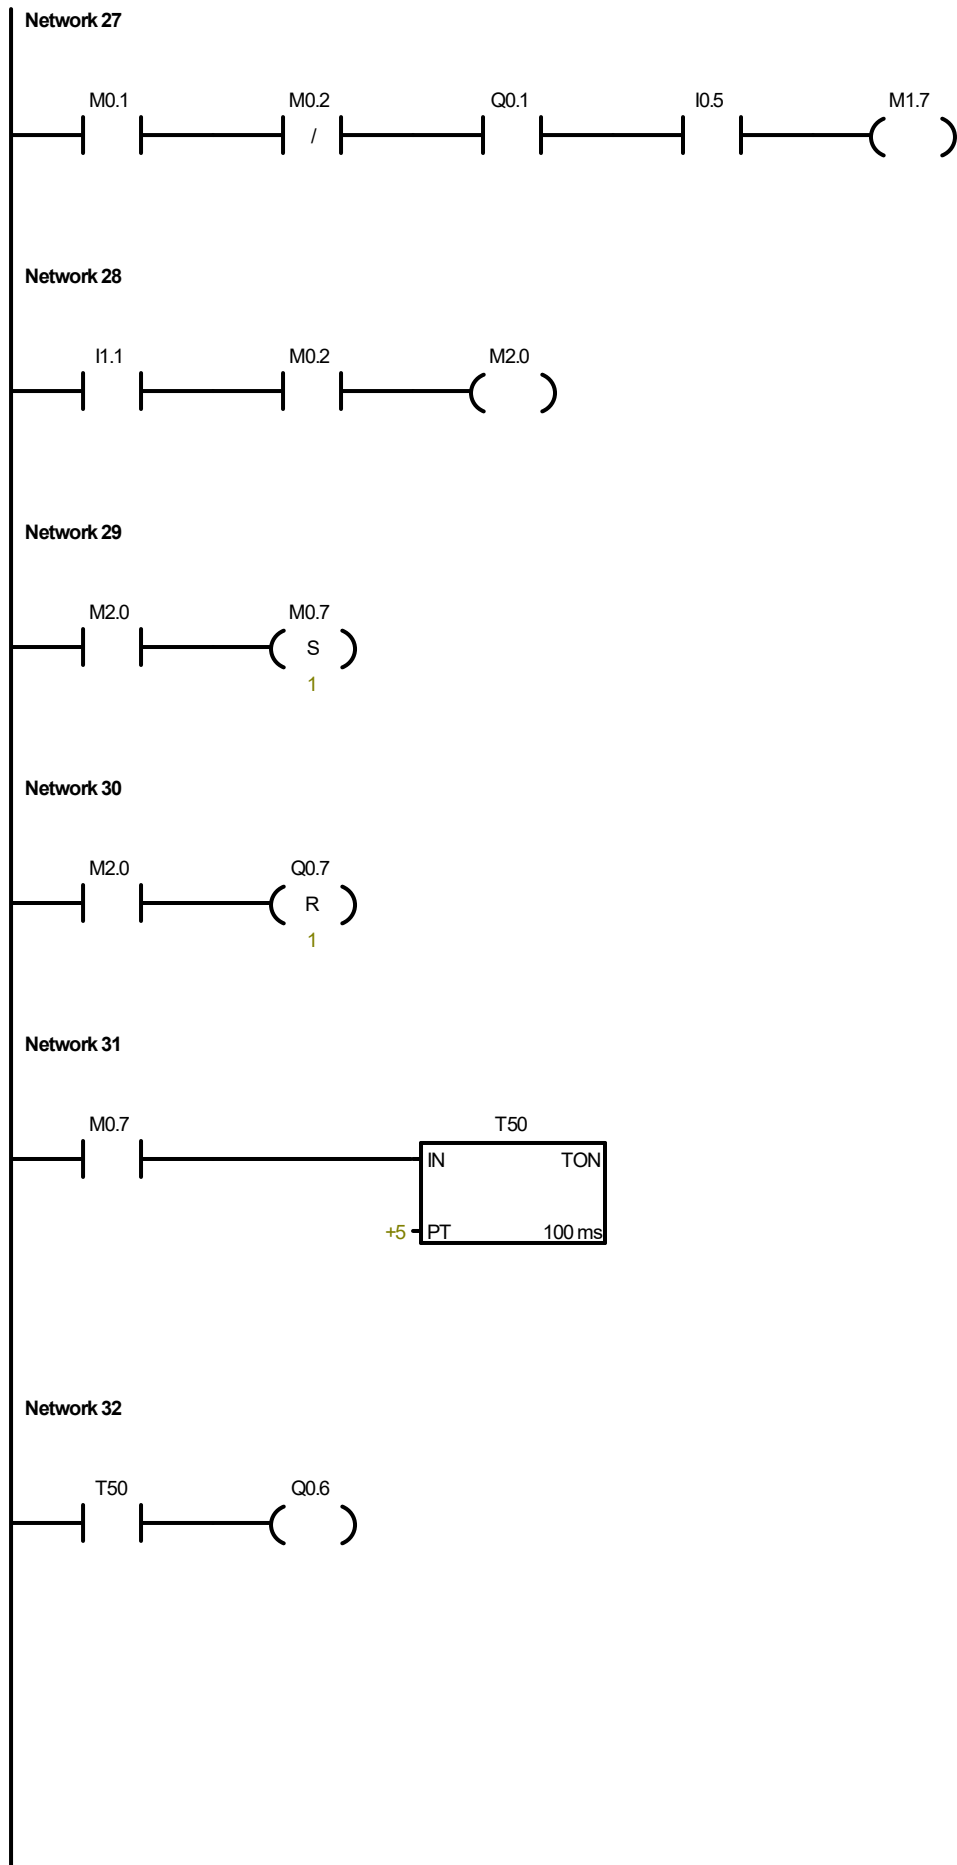 Network 27
M0.1 M0.2 Q0.1 I0.5 M1.7
/
Network 28
I1.1 M0.2 M2.0
Network 29
M2.0 M0.7
S
1
Network 30
M2.0 Q0.7
R
1
Network 31
M0.7 T50
IN TON
+5 PT 100 ms
Network 32
T50 Q0.6